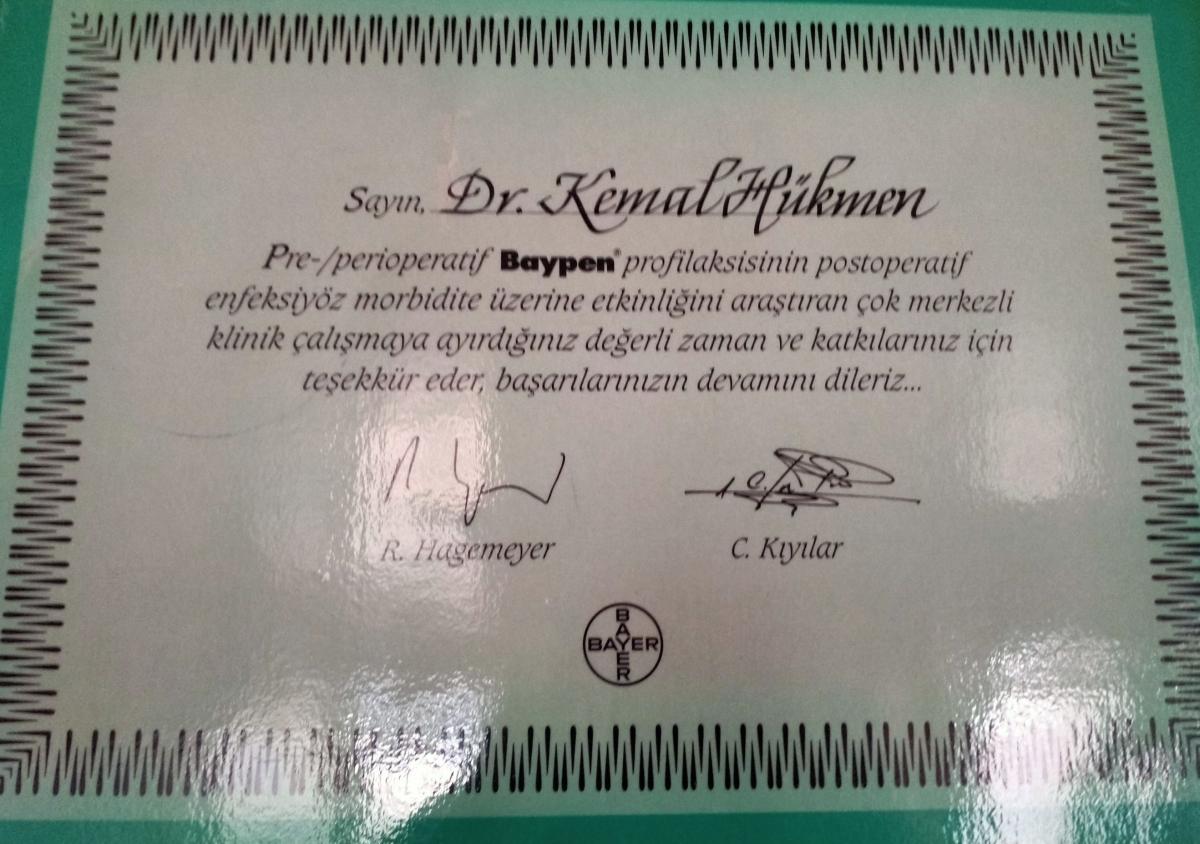 Sayın, Dr. Kemal Hükmen
Pre-/perioperatif Baypen® profilaksisinin postoperatif
enfeksiyöz morbidite üzerine etkinliğini araştıran çok merkezli
klinik çalışmaya ayırdığınız değerli zaman ve katkılarınız için
teşekkür eder, başarılarınızın devamını dileriz...
R. Hagemeyer C. Kıyılar
BAYER
BAYER